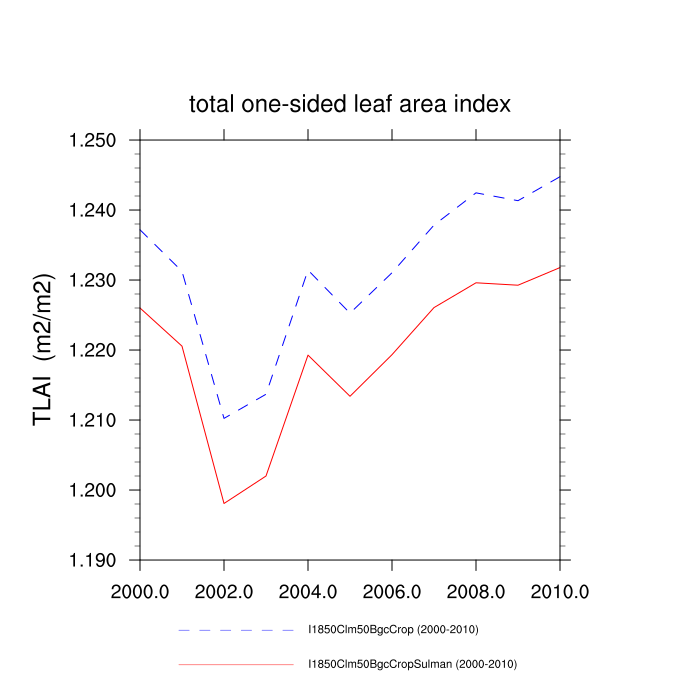 total one-sided leaf area index
TLAI (m2/m2)
1.250
1.240
1.230
1.220
1.210
1.200
1.190
2000.0 2002.0 2004.0 2006.0 2008.0 2010.0
I1850Clm50BgcCrop (2000-2010)
I1850Clm50BgcCropSulman (2000-2010)